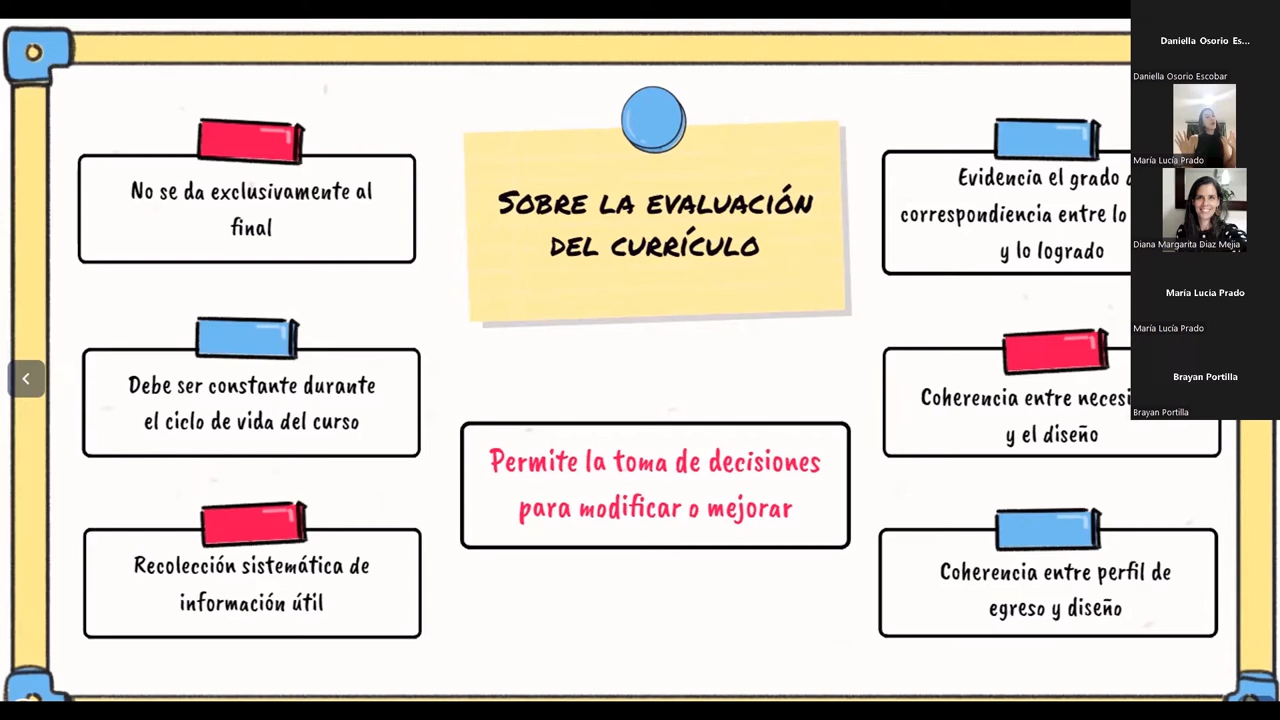 No se da exclusivamente al
final
Debe ser constante durante
el ciclo de vida del curso
Recolección sistemática de
información útil
SOBRE LA EVALUACIÓN
DEL CURRÍCULO
Permite la toma de decisiones
para modificar o mejorar
Evidencia el grado
correspondiencia entre lo
y lo logrado
Coherencia entre
y el diseño
Coherencia entre perfil de
egreso y diseño
Daniella Osorio Es...
Daniella Osorio Escobar
María Lucía Prado
Diana Margarita Diaz Mejia
María Lucía Prado
María Lucía Prado
Brayan Portilla
Brayan Portilla